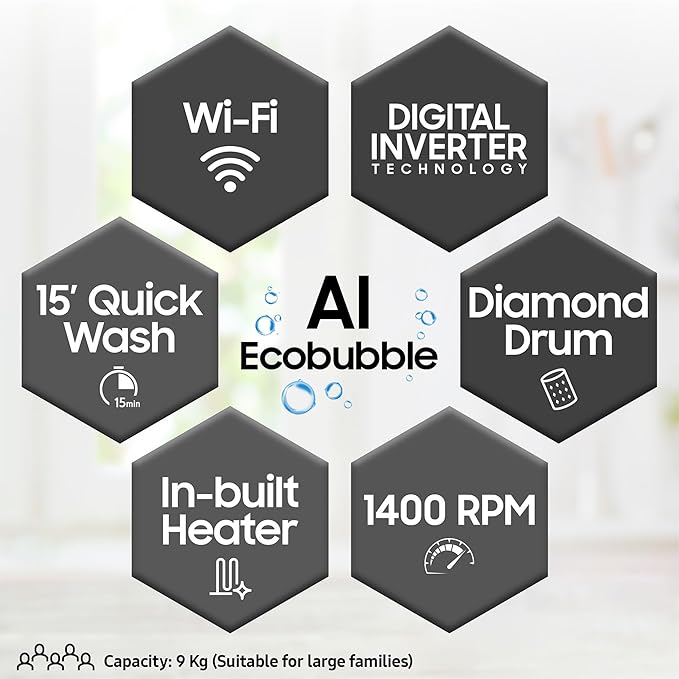 Wi-Fi
DIGITAL
INVERTER
TECHNOLOGY
15' Quick
Wash
15min
AI
Ecobubble
Diamond
Drum
In-built
Heater
1400 RPM
Capacity: 9 Kg (Suitable for large families)